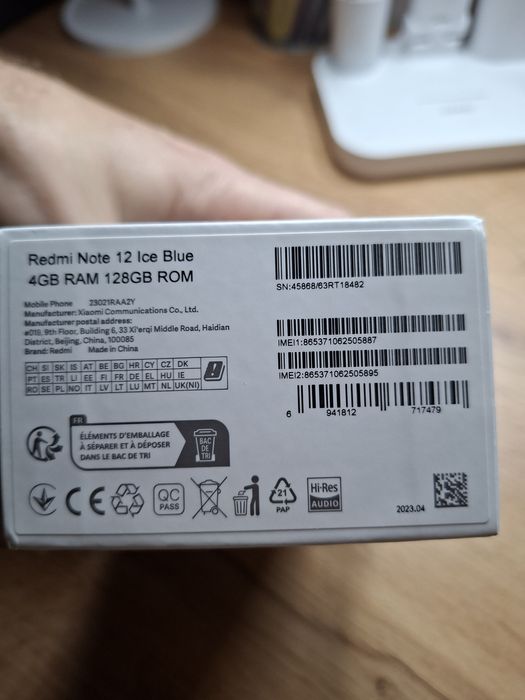 Redmi Note 12 Ice Blue
4GB RAM 128GB ROM
Mobile Phone 23021RAA2Y
Manufacturer: Xiaomi Communications Co., Ltd.
Manufacturer postal address:
#019, 9th Floor, Building 6, 33 Xi'erqi Middle Road, Haidian
District, Beijing, China, 100085
Brand: Redmi Made in China
CH SI SK IS AT BE BG HR CY CZ DK
PT ES TR LI EE FI FR DE EL HU IE
RO SE PL NO IT LV LT LU MT NL UK(NI)
SN:45868/63RT18482
IMEI1:865371062505887
IMEI2:865371062505895
6 941812 717479
FR
ÉLÉMENTS D'EMBALLAGE
À SÉPARER ET À DÉPOSER
DANS LE BAC DE TRI
BAC
DE
TRI
CE
QC
PASS
21
PAP
Hi-Res
AUDIO
2023.04